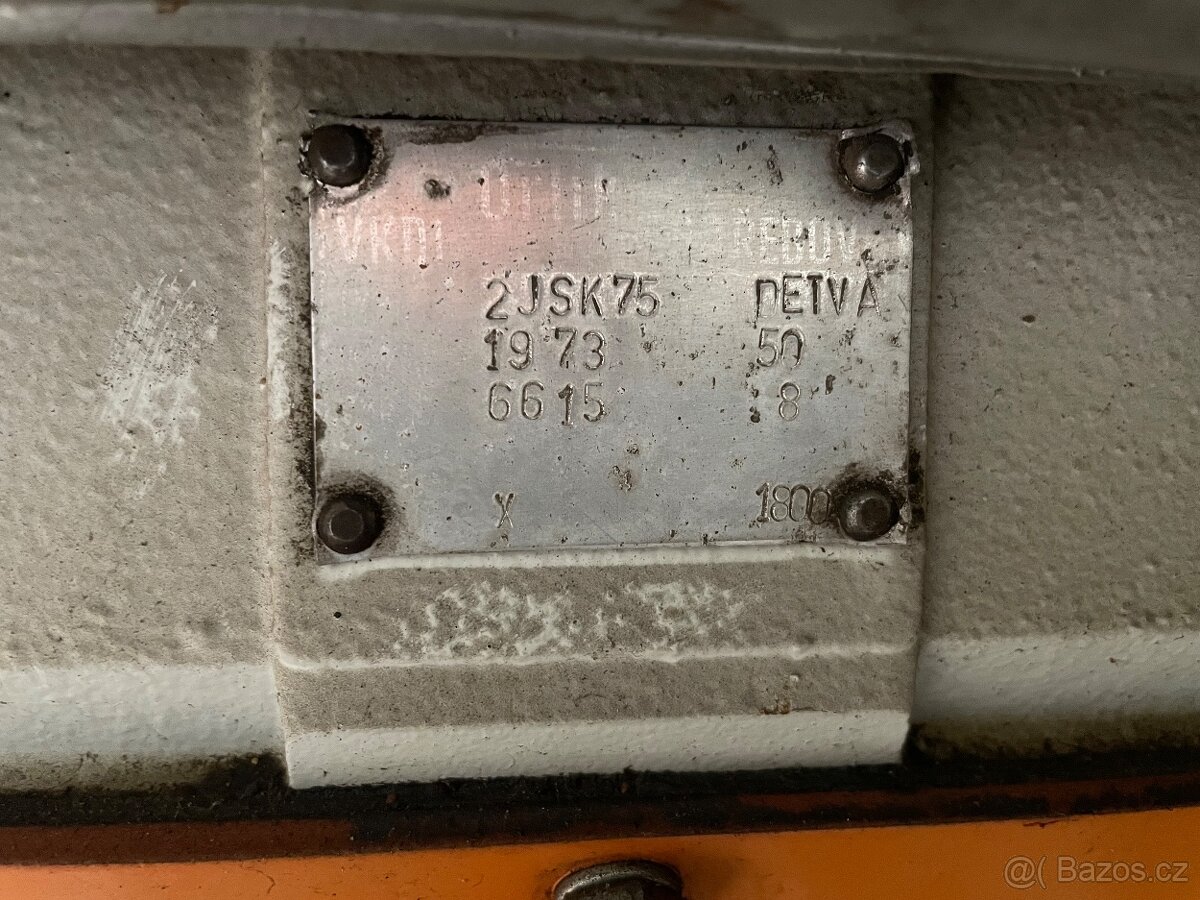 2JSK75 DETVA
1973 50
6615 8
X 1800
@( Bazos.cz